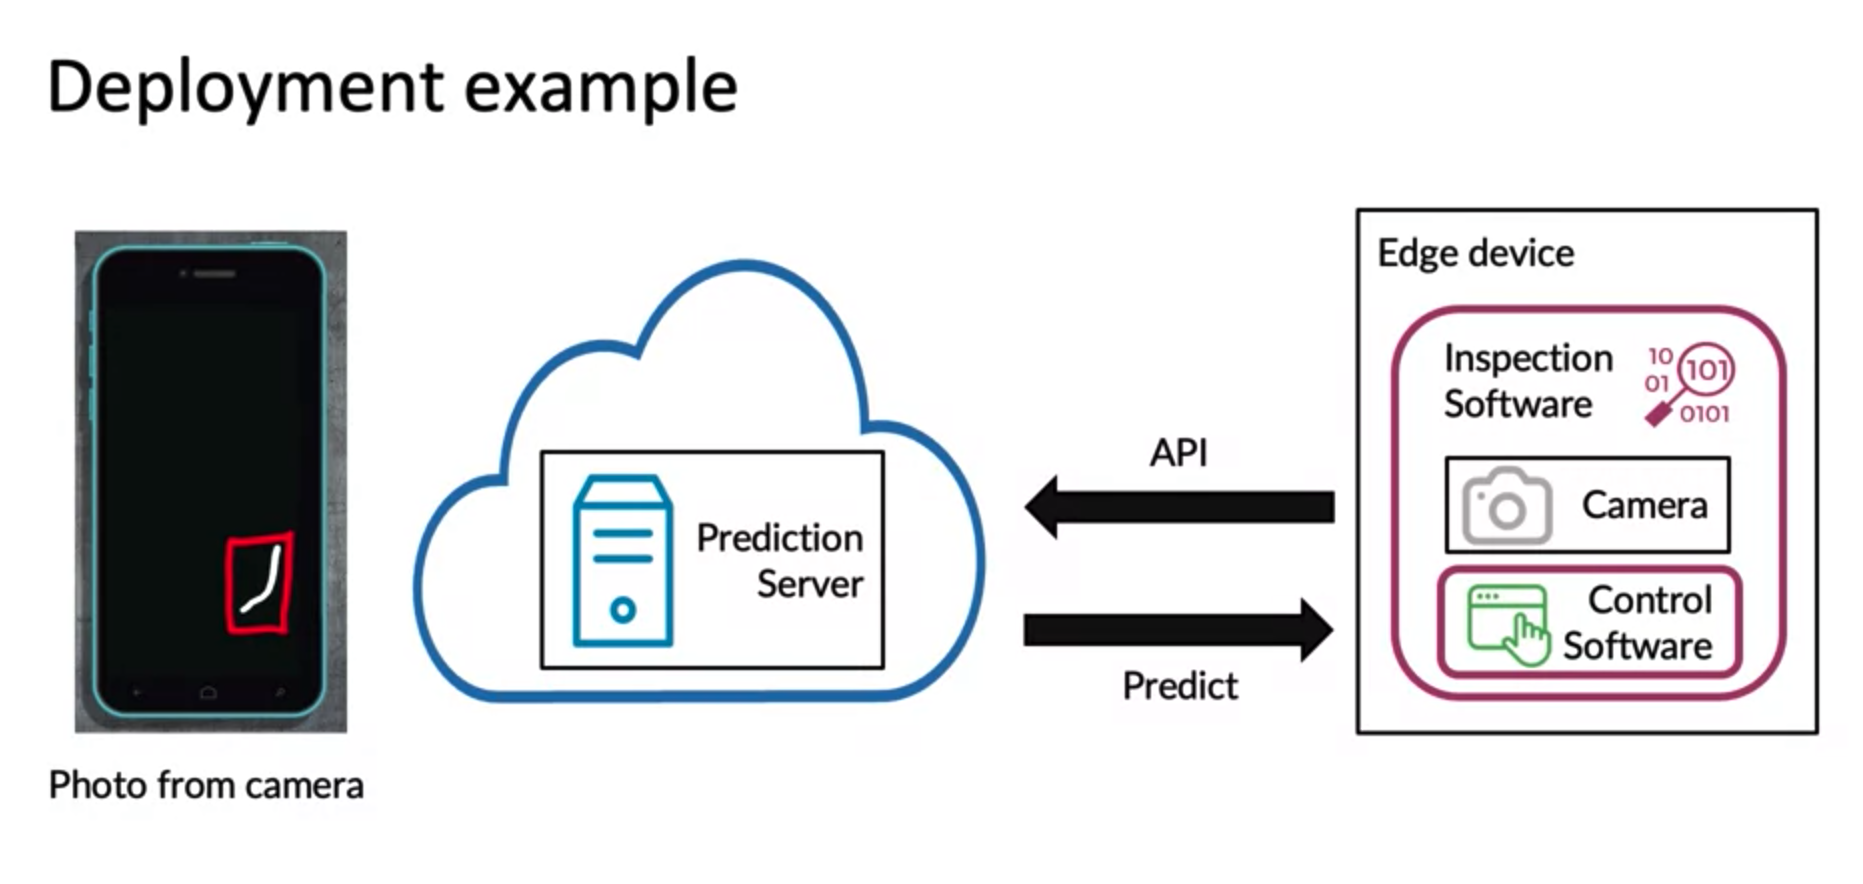 Deployment example
Photo from camera
Prediction
Server
API
Predict
Edge device
Inspection
Software
10
01
101
0101
Camera
Control
Software